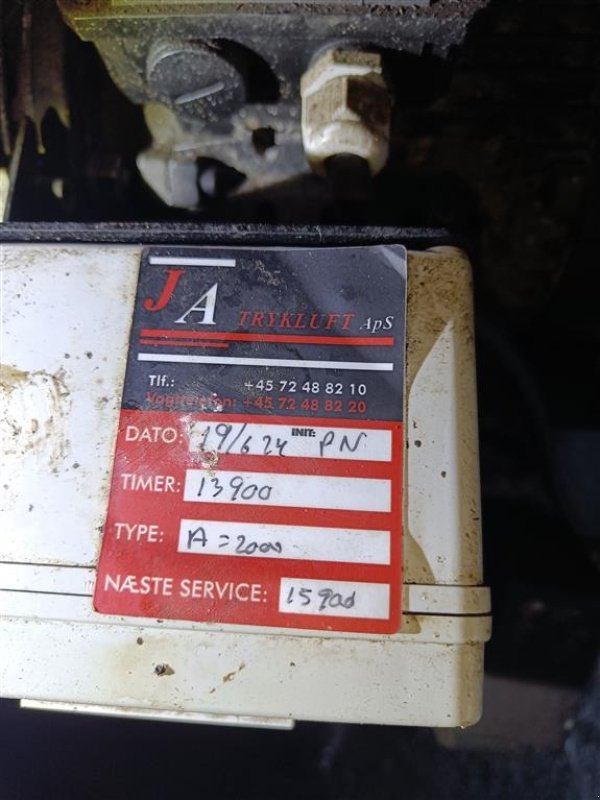 JA TRYKLUFT ApS
Tlf.: +45 72 48 82 10
Vagttelefon: +45 72 48 82 20
DATO: 19/6 24 INIT: PN
TIMER: 13900
TYPE: A = 2000
NÆSTE SERVICE: 15900